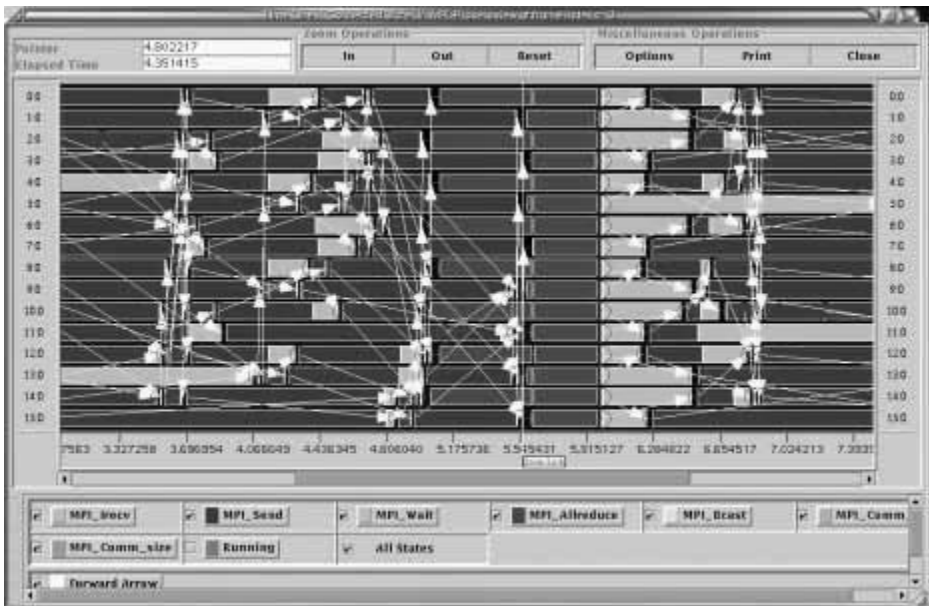 Zoom Operations
Miscellaneous Operations
Pointer 4.802217
Elapsed Time 4.391415
In Out Reset
Options Print Close
0:0 0:0
1:0 1:0
2:0 2:0
3:0 3:0
4:0 4:0
5:0 5:0
6:0 6:0
7:0 7:0
8:0 8:0
9:0 9:0
10:0 10:0
11:0 11:0
12:0 12:0
13:0 13:0
14:0 14:0
15:0 15:0
7563 3.327258 3.696954 4.066649 4.436345 4.806040 5.175736 5.545431 5.915127 6.284822 6.654517 7.024213 7.3939
MPI_Irecv MPI_Send MPI_Wait MPI_Allreduce MPI_Bcast MPI_Comm
MPI_Comm_size Running All States
Forward Arrow